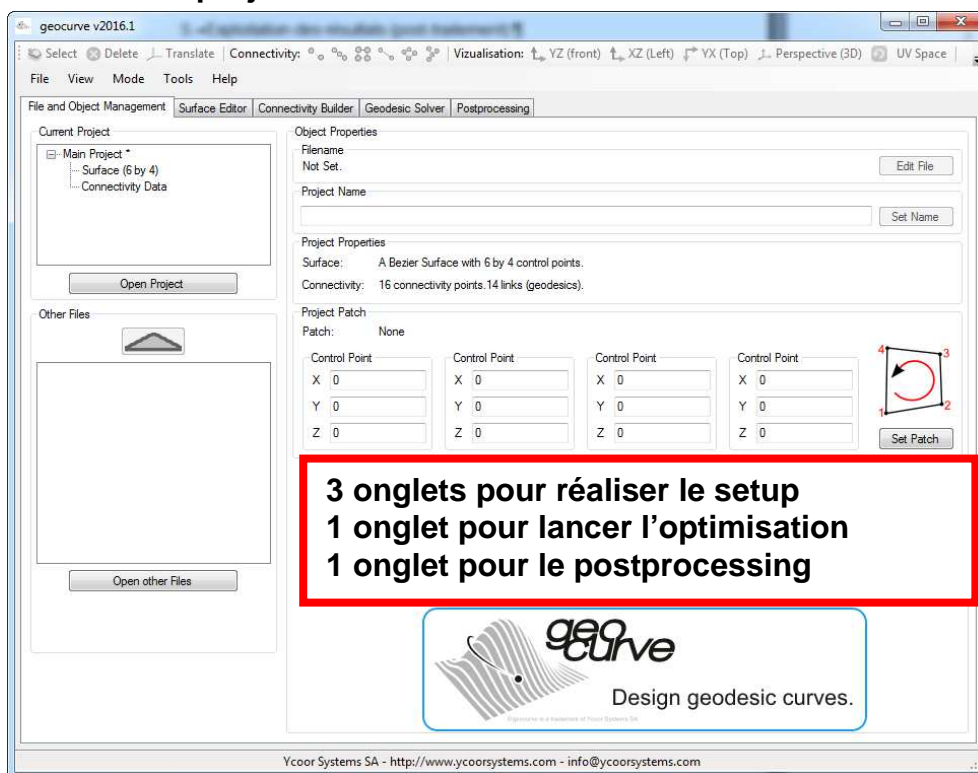 geocurve v2016.1
Select Delete Translate Connectivity: Vizualisation: YZ (front) XZ (Left) YX (Top) Perspective (3D) UV Space
File View Mode Tools Help
File and Object Management Surface Editor Connectivity Builder Geodesic Solver Postprocessing
Current Project
Main Project *
Surface (6 by 4)
Connectivity Data
Open Project
Other Files
Open other Files
Object Properties
Filename
Not Set.
Edit File
Project Name
Set Name
Project Properties
Surface: A Bezier Surface with 6 by 4 control points.
Connectivity: 16 connectivity points.14 links (geodesics).
Project Patch
Patch: None
Control Point Control Point Control Point Control Point
X 0 X 0 X 0 X 0
Y 0 Y 0 Y 0 Y 0
Z 0 Z 0 Z 0 Z 0
4 3
1 2
Set Patch
3 onglets pour réaliser le setup
1 onglet pour lancer l’optimisation
1 onglet pour le postprocessing
geo
curve
Design geodesic curves.
Ycoor Systems SA - http://www.ycoorsystems.com - info@ycoorsystems.com